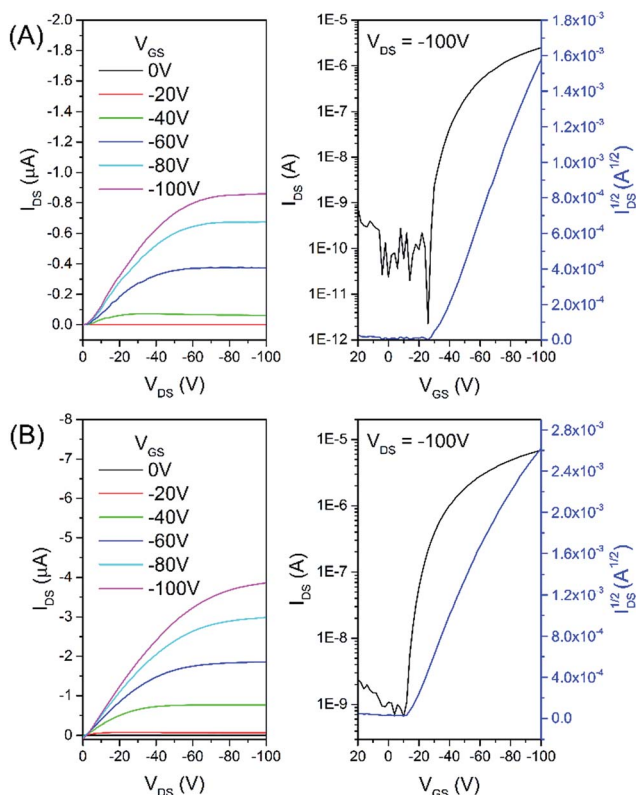 (A)
I_DS (μA)
-2.0
-1.8
-1.6
-1.4
-1.2
-1.0
-0.8
-0.6
-0.4
-0.2
0.0
V_GS
0V
-20V
-40V
-60V
-80V
-100V
0 -20 -40 -60 -80 -100
V_DS (V)
V_DS = -100V
I_DS (A)
1E-5
1E-6
1E-7
1E-8
1E-9
1E-10
1E-11
1E-12
20 0 -20 -40 -60 -80 -100
V_GS (V)
1.6x10^-3
1.4x10^-3
1.2x10^-3
1.0x10^-3
8.0x10^-4
6.0x10^-4
4.0x10^-4
2.0x10^-4
0.0
I_DS^1/2 (A^1/2)
(B)
I_DS (μA)
-8
-7
-6
-5
-4
-3
-2
-1
0
V_GS
0V
-20V
-40V
-60V
-80V
-100V
0 -20 -40 -60 -80 -100
V_DS (V)
V_DS = -100V
I_DS (A)
1E-5
1E-6
1E-7
1E-8
1E-9
20 0 -20 -40 -60 -80 -100
V_GS (V)
2.8x10^-3
2.4x10^-3
2.0x10^-3
1.6x10^-3
1.2x10^-3
8.0x10^-4
4.0x10^-4
0.0
I_DS^1/2 (A^1/2)